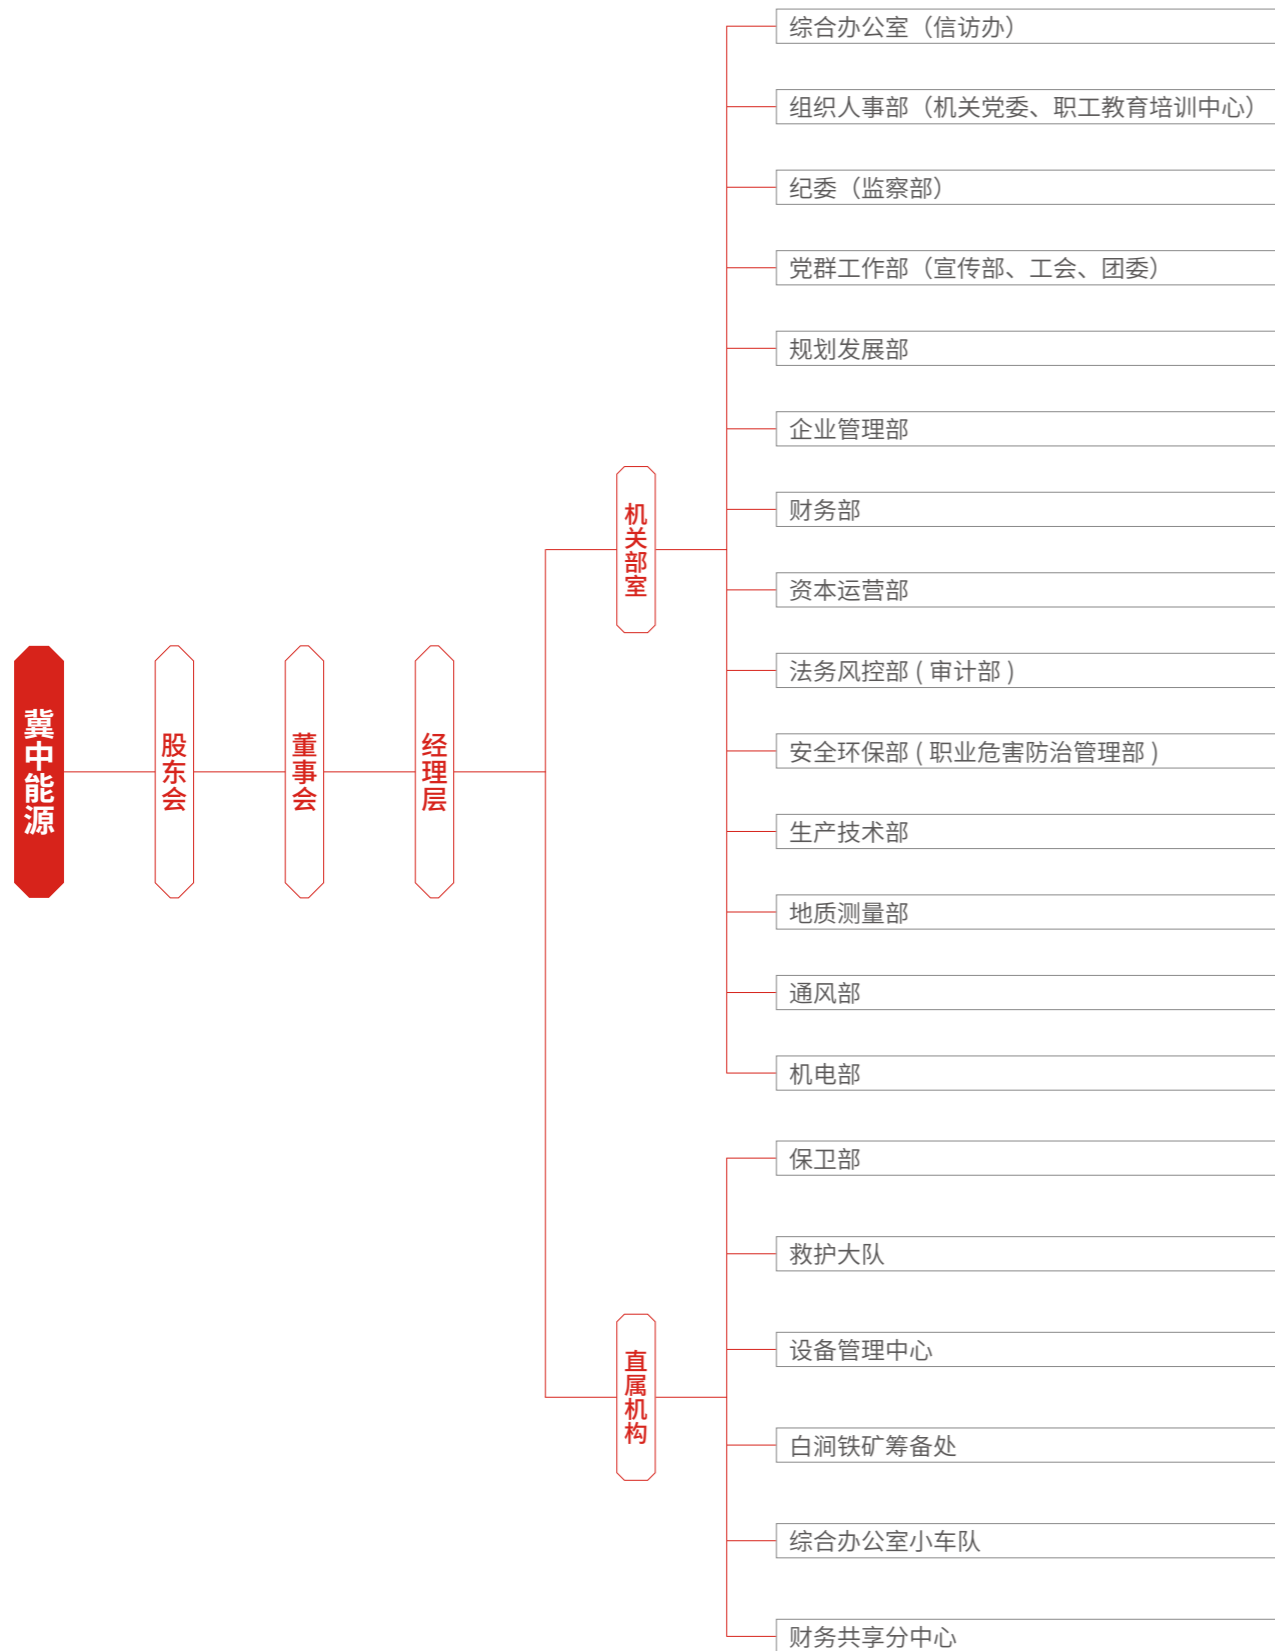 冀中能源
股东会
董事会
经理层
机关部室
综合办公室（信访办）
组织人事部（机关党委、职工教育培训中心）
纪委（监察部）
党群工作部（宣传部、工会、团委）
规划发展部
企业管理部
财务部
资本运营部
法务风控部 ( 审计部 )
安全环保部 ( 职业危害防治管理部 )
生产技术部
地质测量部
通风部
机电部
直属机构
保卫部
救护大队
设备管理中心
白涧铁矿筹备处
综合办公室小车队
财务共享分中心